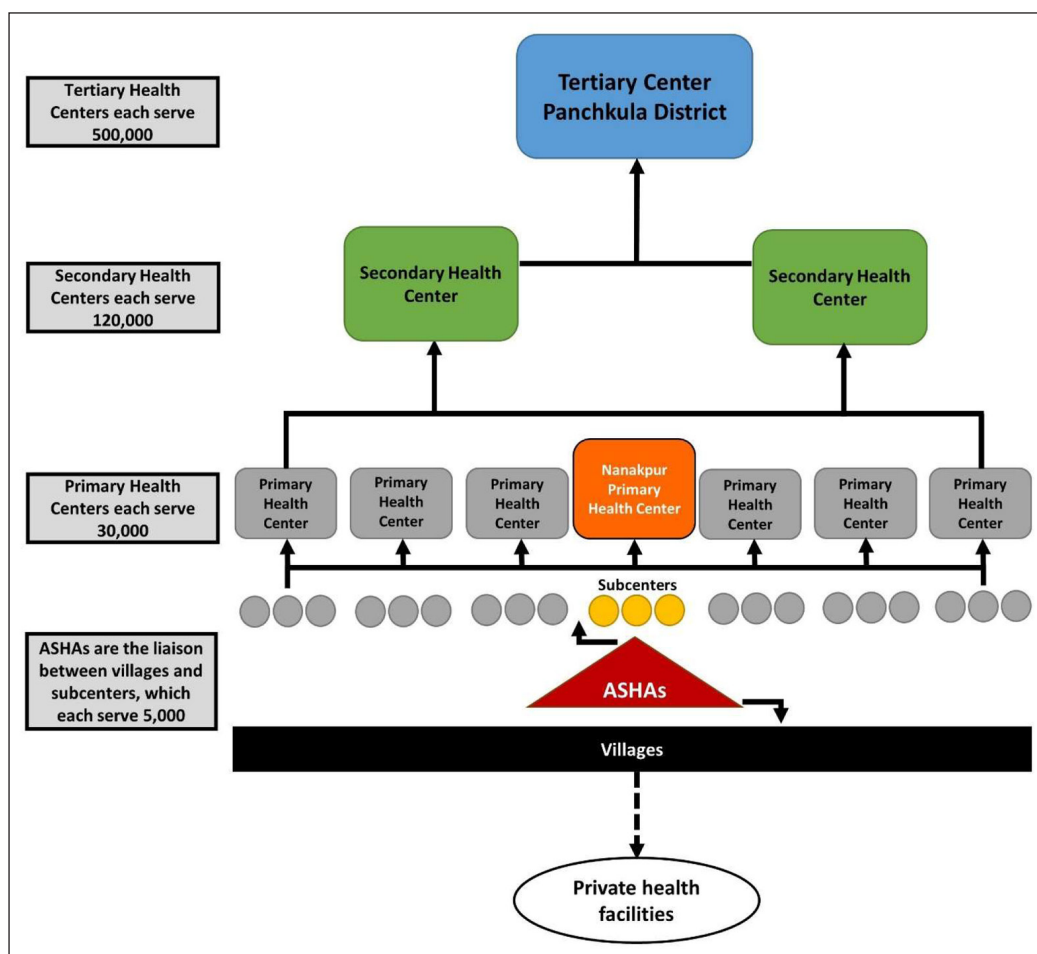 Tertiary Health
Centers each serve
500,000
Tertiary Center
Panchkula District
Secondary Health
Centers each serve
120,000
Secondary Health
Center
Secondary Health
Center
Primary Health
Centers each serve
30,000
Primary
Health
Center
Primary
Health
Center
Primary
Health
Center
Nanakpur
Primary
Health Center
Primary
Health
Center
Primary
Health
Center
Primary
Health
Center
Subcenters
ASHAs are the liaison
between villages and
subcenters, which
each serve 5,000
ASHAs
Villages
Private health
facilities